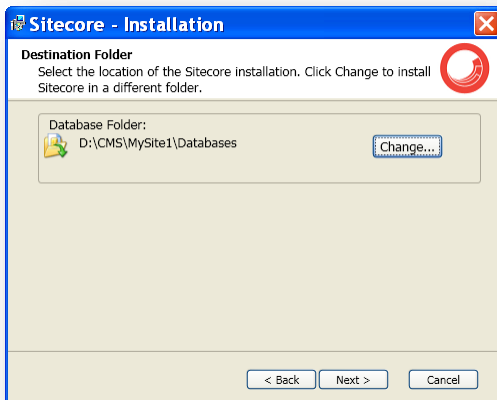 Sitecore - Installation
Destination Folder
Select the location of the Sitecore installation. Click Change to install
Sitecore in a different folder.
Database Folder:
D:\CMS\MySite1\Databases
Change...
< Back
Next >
Cancel